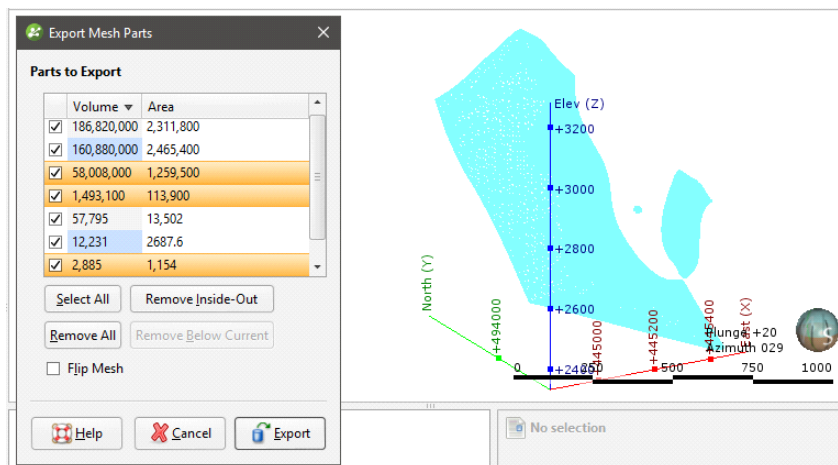 Export Mesh Parts
Parts to Export
Volume Area
186,820,000 2,311,800
160,880,000 2,465,400
58,008,000 1,259,500
1,493,100 113,900
57,795 13,502
12,231 2687.6
2,885 1,154
Select All Remove Inside-Out
Remove All Remove Below Current
Flip Mesh
Help Cancel Export
Elev (Z)
+3200
+3000
+2800
+2600
+2400
North (Y)
+494000
+445000
+445200
+445400
East (X)
Plunge +20
Azimuth 029
0 250 500 750 1000
No selection